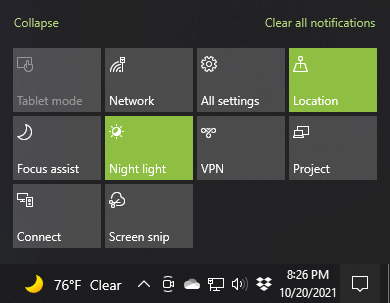 Collapse Clear all notifications
Tablet mode Network All settings Location
Focus assist Night light VPN Project
Connect Screen snip
76°F Clear 8:26 PM
10/20/2021